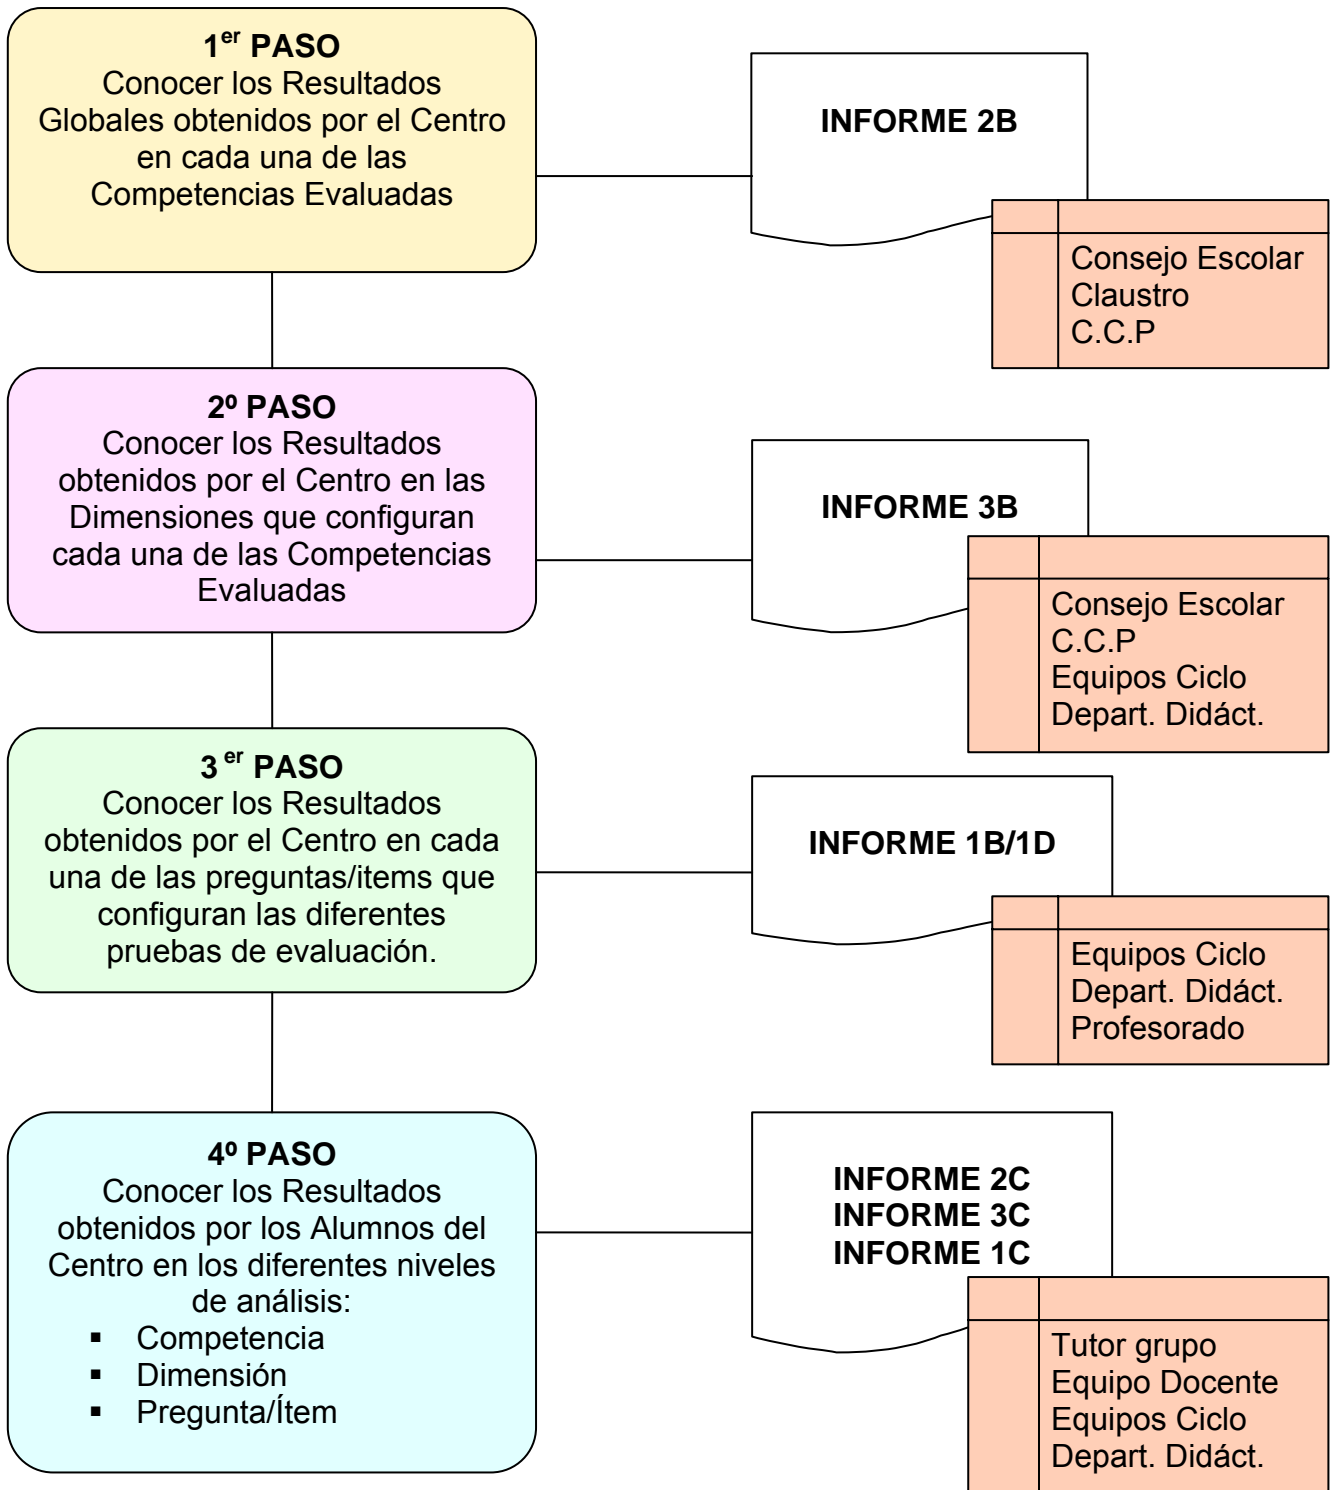 1er PASO
Conocer los Resultados
Globales obtenidos por el Centro
en cada una de las
Competencias Evaluadas
INFORME 2B
Consejo Escolar
Claustro
C.C.P
2º PASO
Conocer los Resultados
obtenidos por el Centro en las
Dimensiones que configuran
cada una de las Competencias
Evaluadas
INFORME 3B
Consejo Escolar
C.C.P
Equipos Ciclo
Depart. Didáct.
3 er PASO
Conocer los Resultados
obtenidos por el Centro en cada
una de las preguntas/items que
configuran las diferentes
pruebas de evaluación.
INFORME 1B/1D
Equipos Ciclo
Depart. Didáct.
Profesorado
4º PASO
Conocer los Resultados
obtenidos por los Alumnos del
Centro en los diferentes niveles
de análisis:
▪ Competencia
▪ Dimensión
▪ Pregunta/Ítem
INFORME 2C
INFORME 3C
INFORME 1C
Tutor grupo
Equipo Docente
Equipos Ciclo
Depart. Didáct.